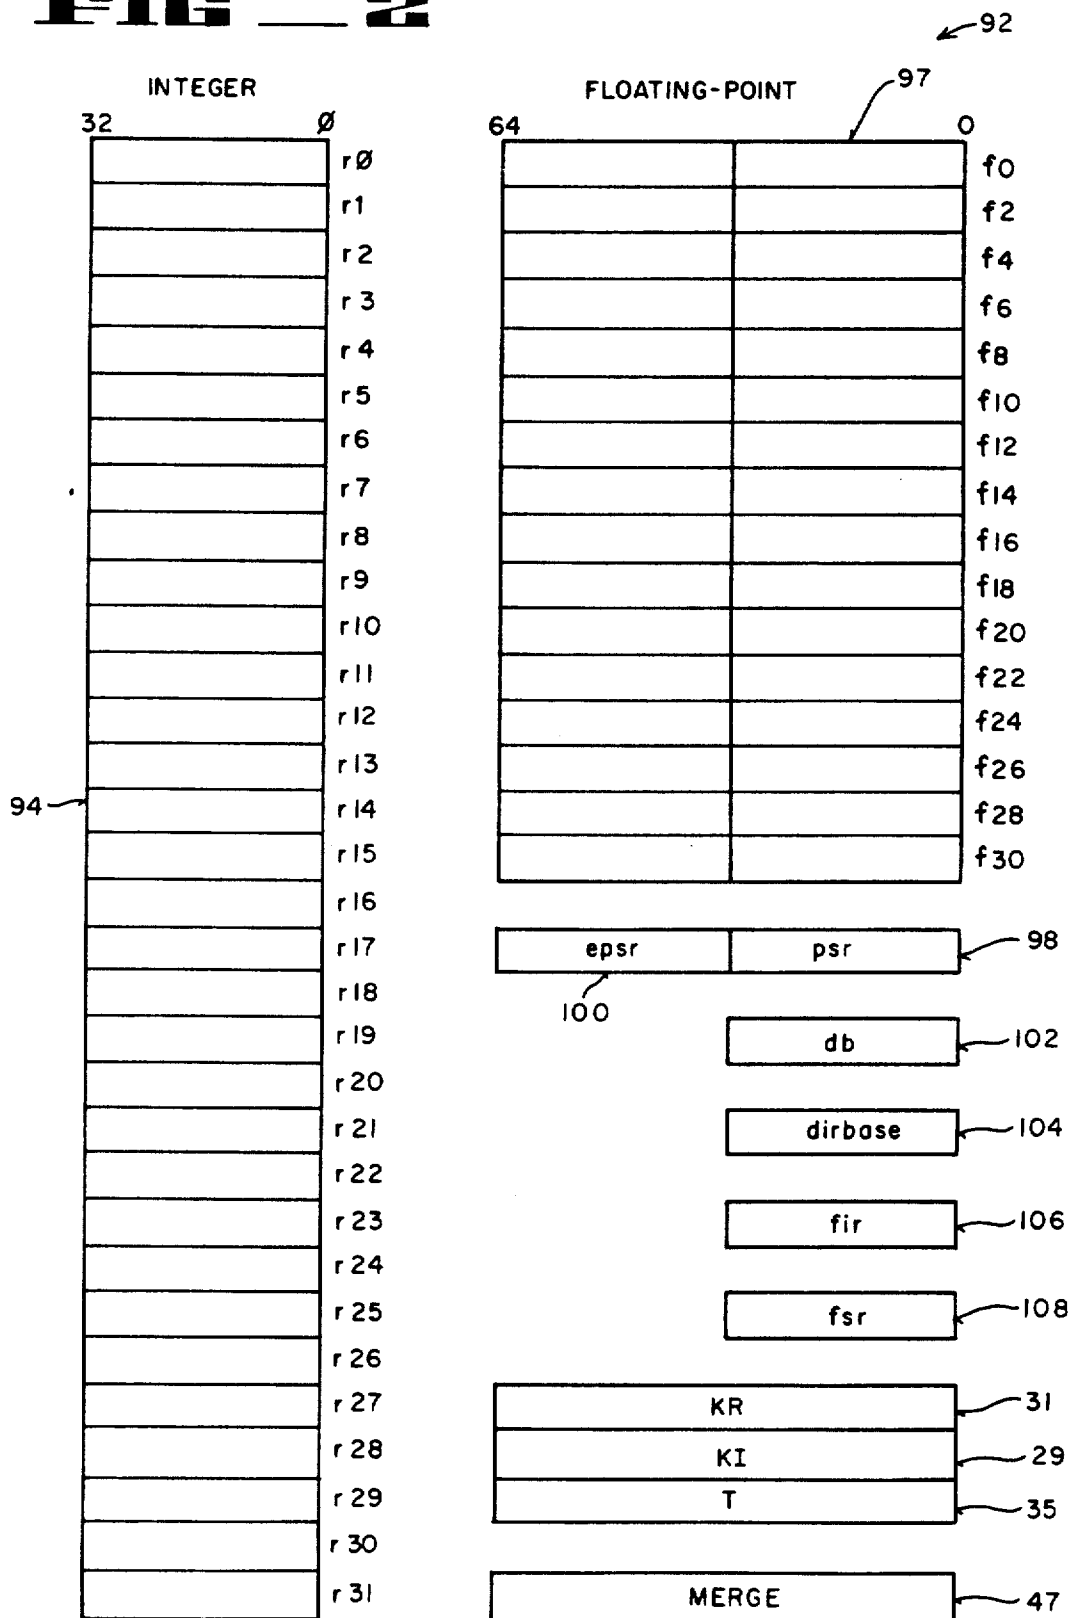 FIG _ 2
92
INTEGER
FLOATING-POINT
97
32 Ø
64 0
rØ
r1
r2
r3
r4
r5
r6
r7
r8
r9
r10
r11
r12
r13
94
r14
r15
r16
r17
r18
r19
r20
r21
r22
r23
r24
r25
r26
r27
r28
r29
r30
r31
f0
f2
f4
f6
f8
f10
f12
f14
f16
f18
f20
f22
f24
f26
f28
f30
epsr psr 98
100
db 102
dirbase 104
fir 106
fsr 108
KR 31
KI 29
T 35
MERGE 47